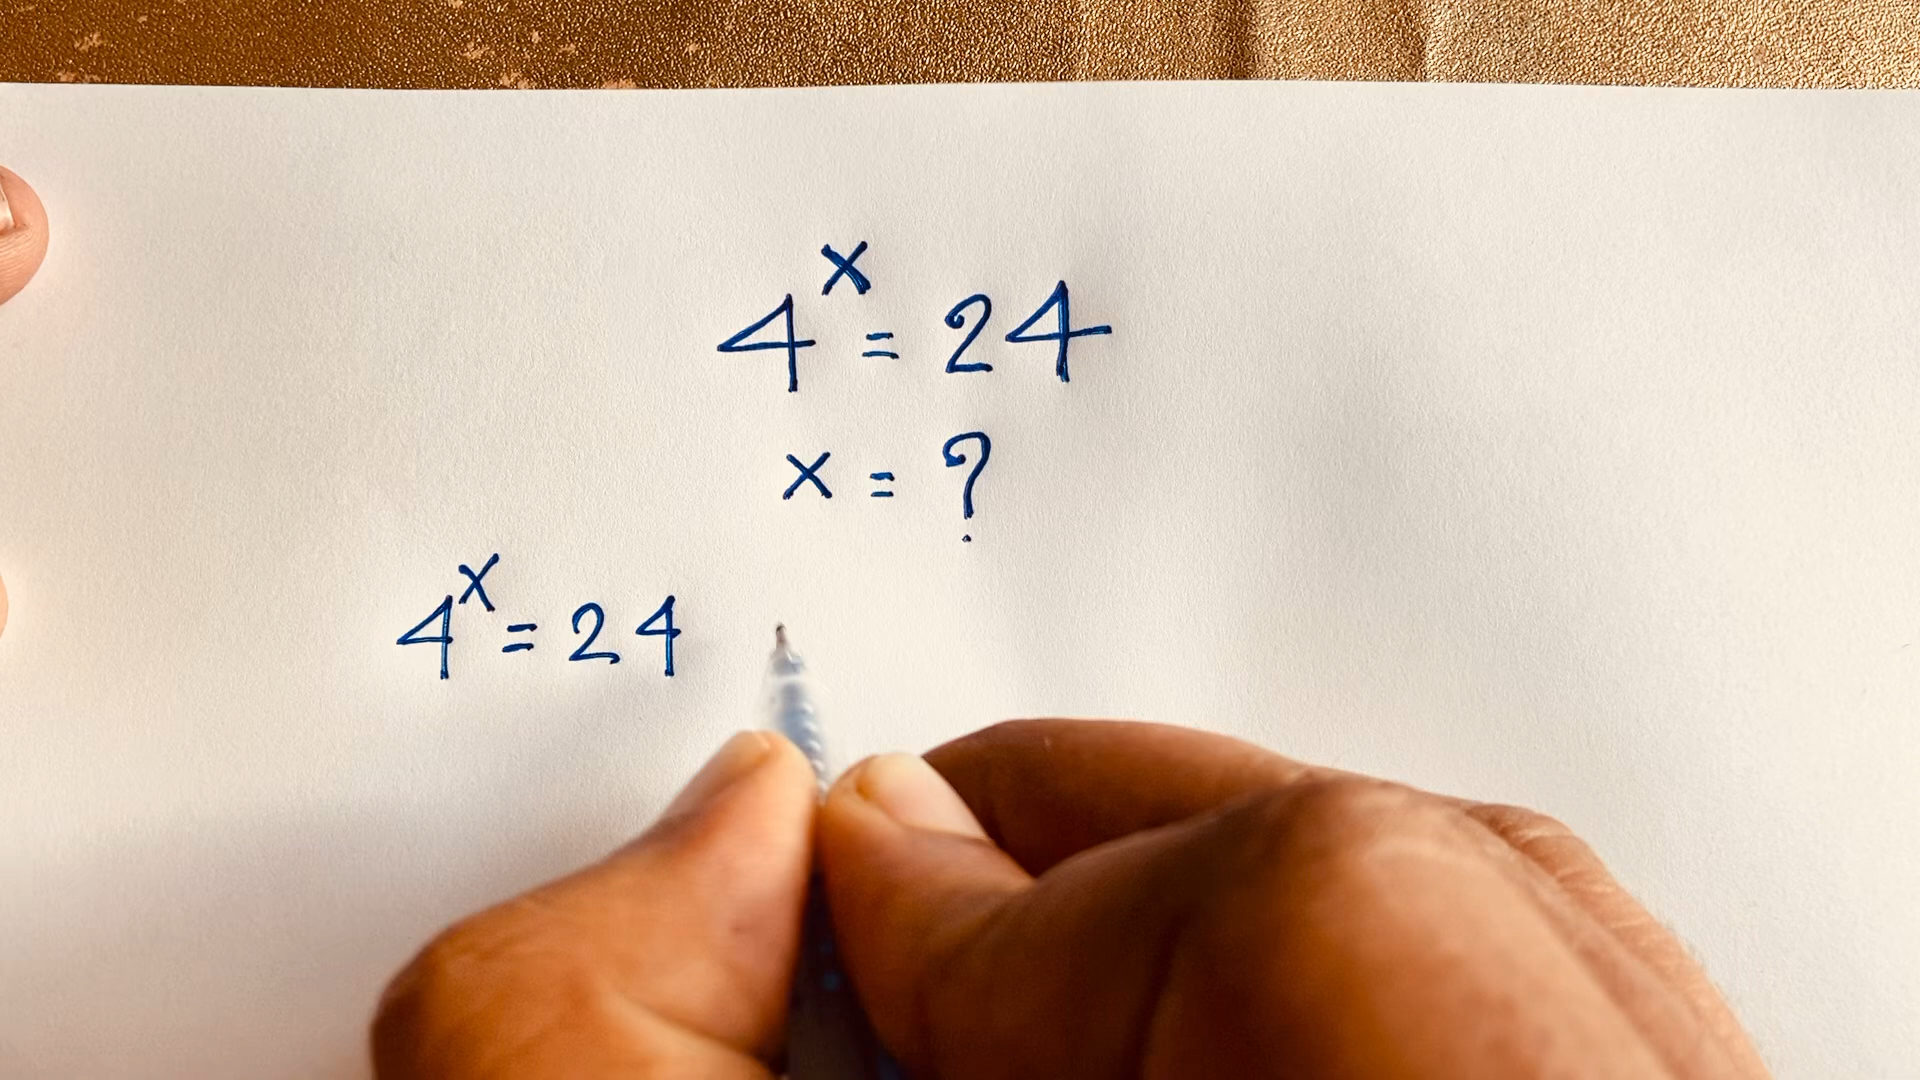 4^x = 24
x = ?
4^x = 24